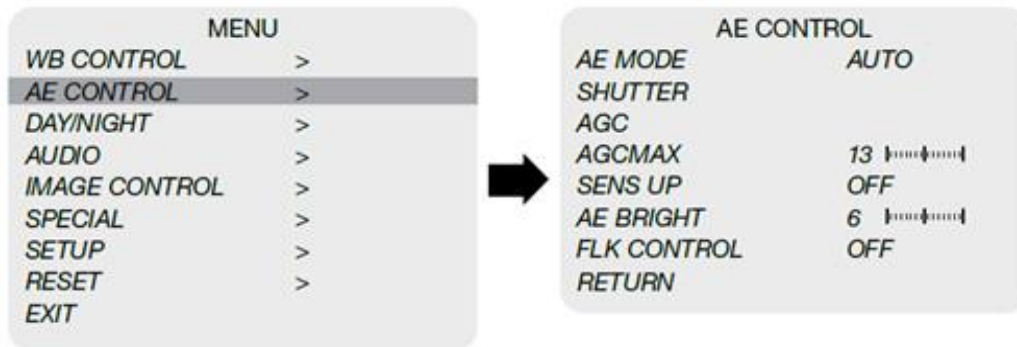 MENU
WB CONTROL >
AE CONTROL >
DAY/NIGHT >
AUDIO >
IMAGE CONTROL >
SPECIAL >
SETUP >
RESET >
EXIT
AE CONTROL
AE MODE AUTO
SHUTTER
AGC
AGCMAX 13
SENS UP OFF
AE BRIGHT 6
FLK CONTROL OFF
RETURN